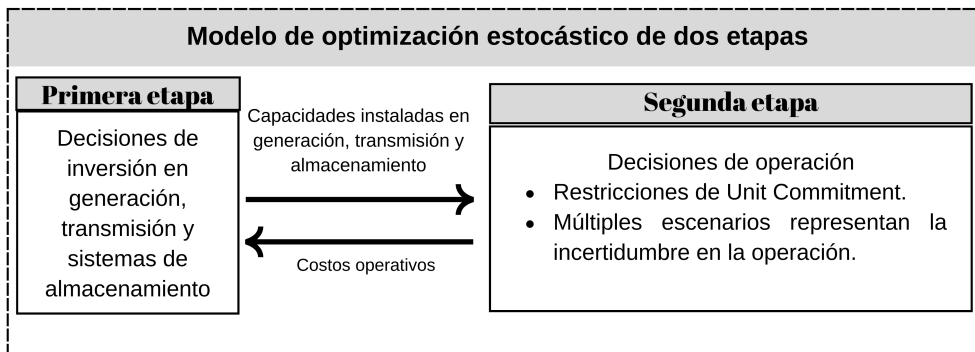 Modelo de optimización estocástico de dos etapas
Primera etapa
Decisiones de
inversión en
generación,
transmisión y
sistemas de
almacenamiento
Capacidades instaladas en
generación, transmisión y
almacenamiento
Costos operativos
Segunda etapa
Decisiones de operación
• Restricciones de Unit Commitment.
• Múltiples escenarios representan la
incertidumbre en la operación.